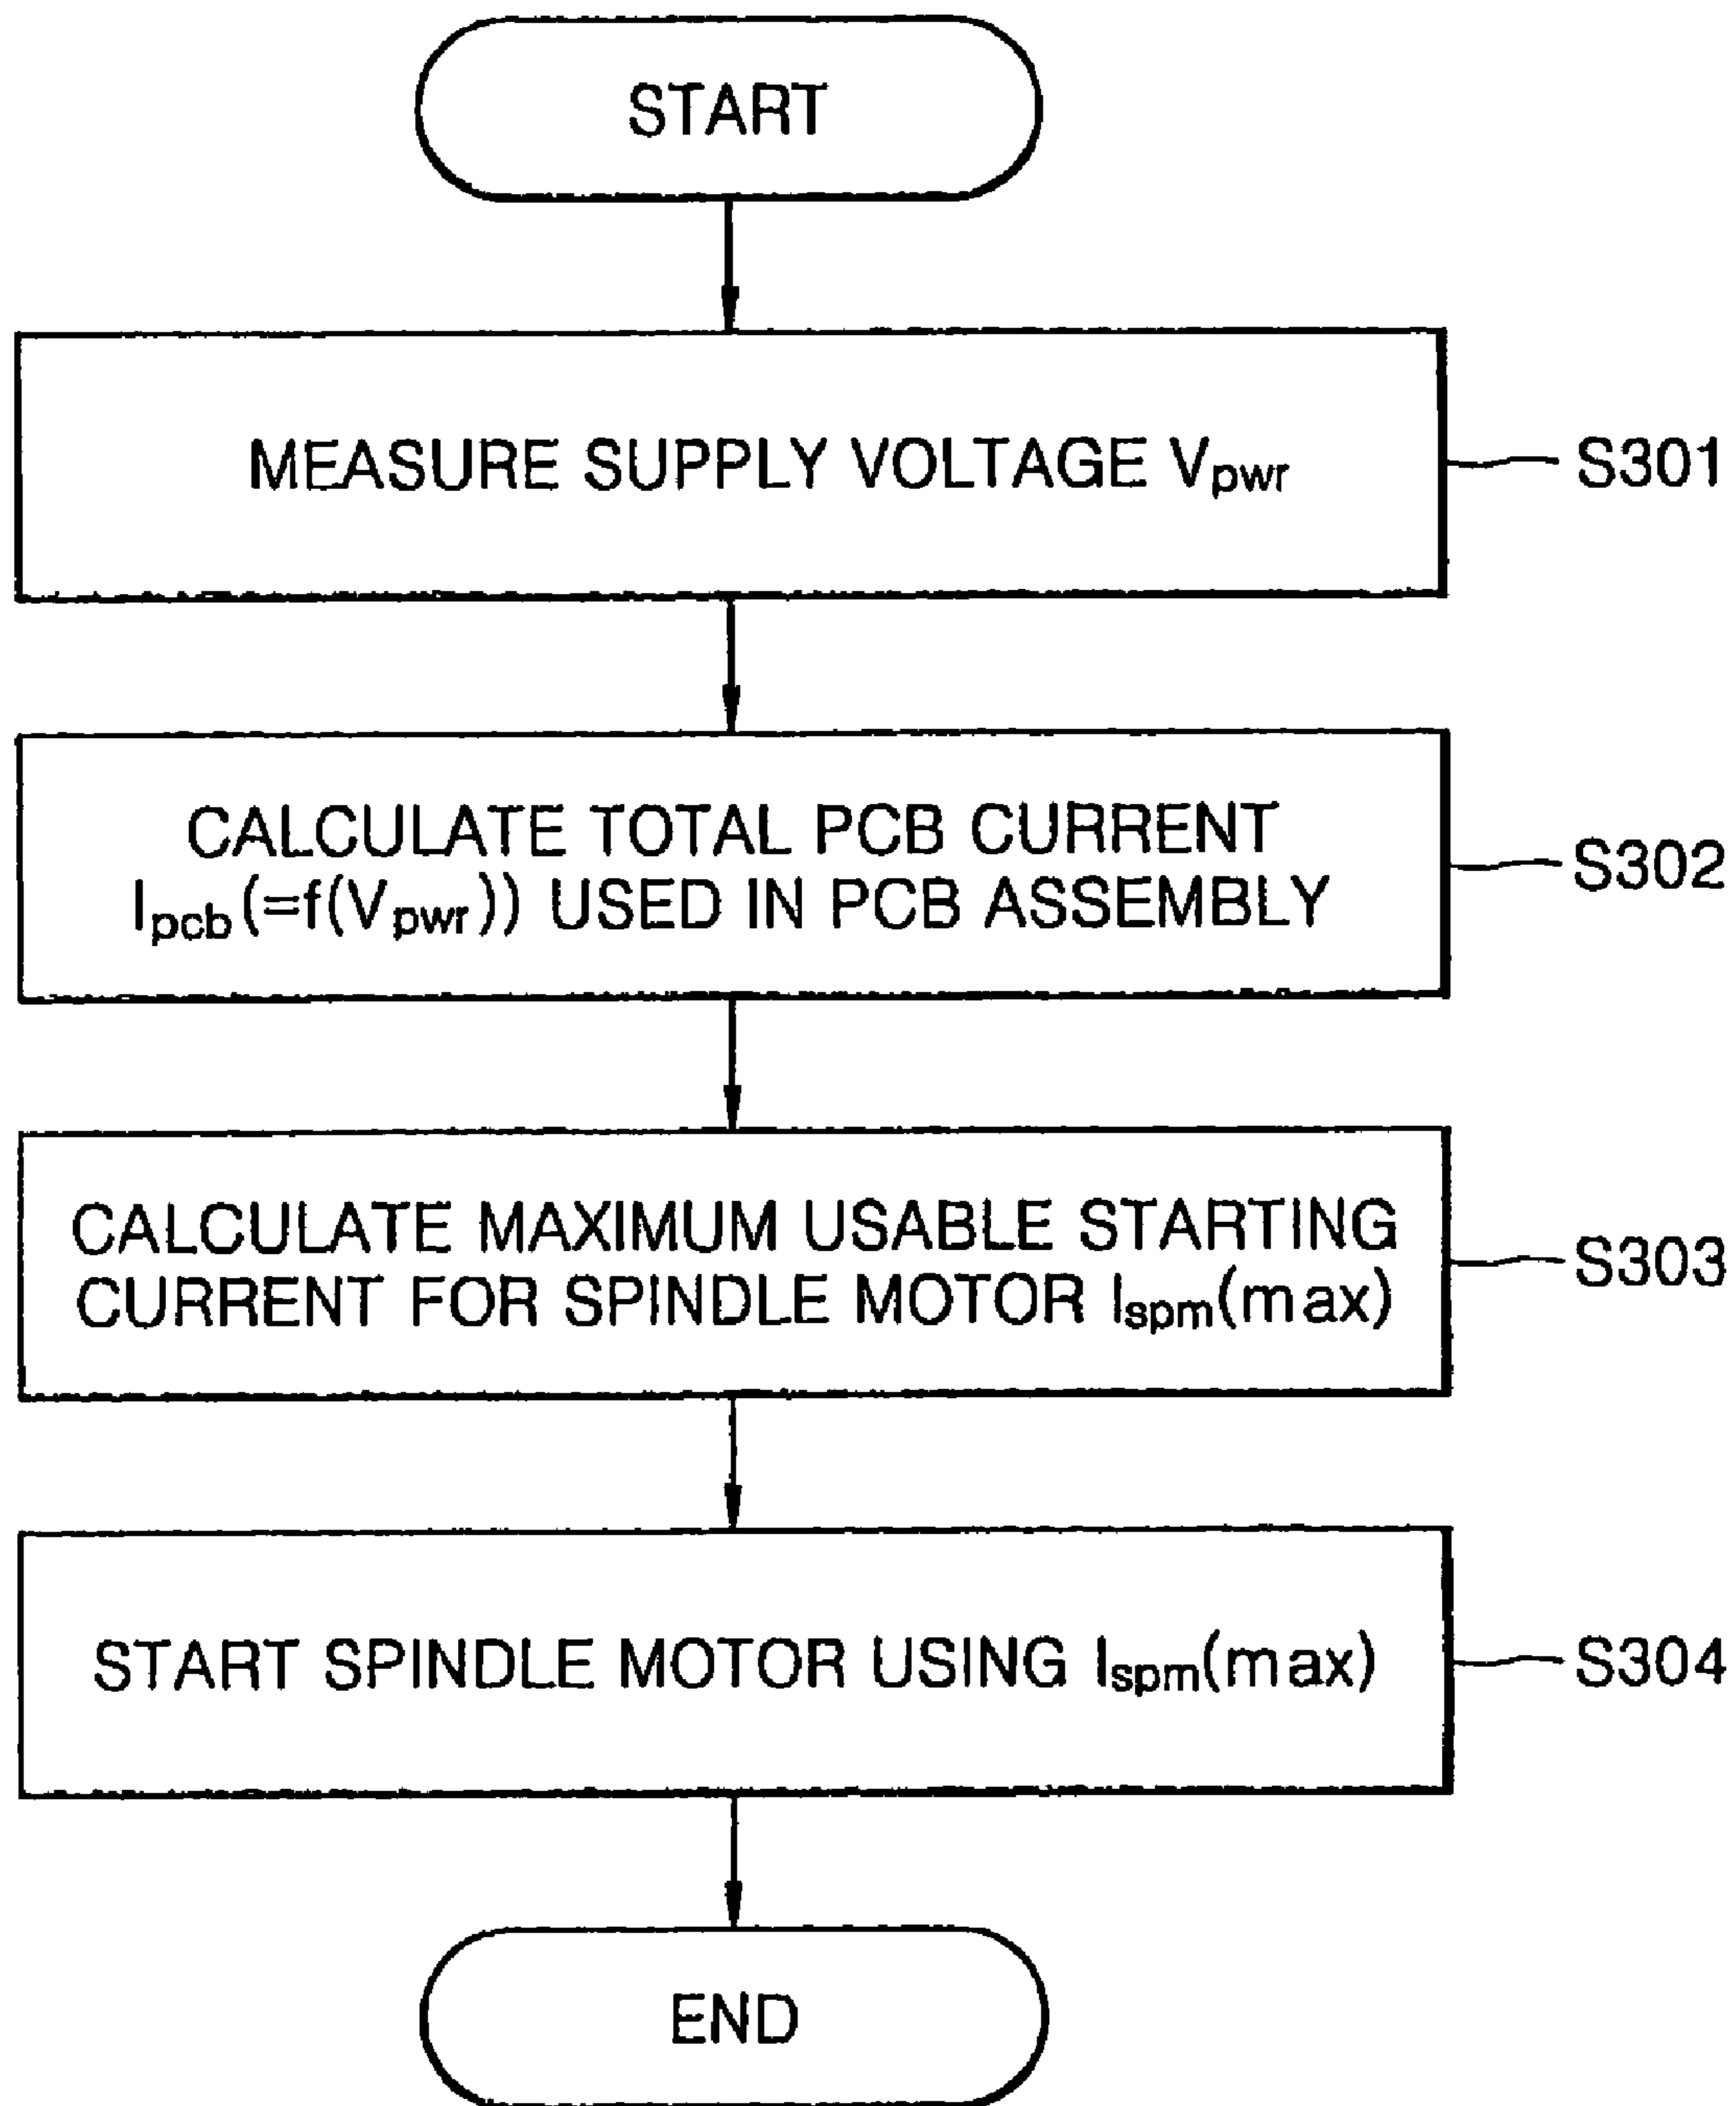 START
MEASURE SUPPLY VOLTAGE Vpwr
S301
CALCULATE TOTAL PCB CURRENT
Ipcb(=f(Vpwr)) USED IN PCB ASSEMBLY
S302
CALCULATE MAXIMUM USABLE STARTING
CURRENT FOR SPINDLE MOTOR Ispm(max)
S303
START SPINDLE MOTOR USING Ispm(max)
S304
END